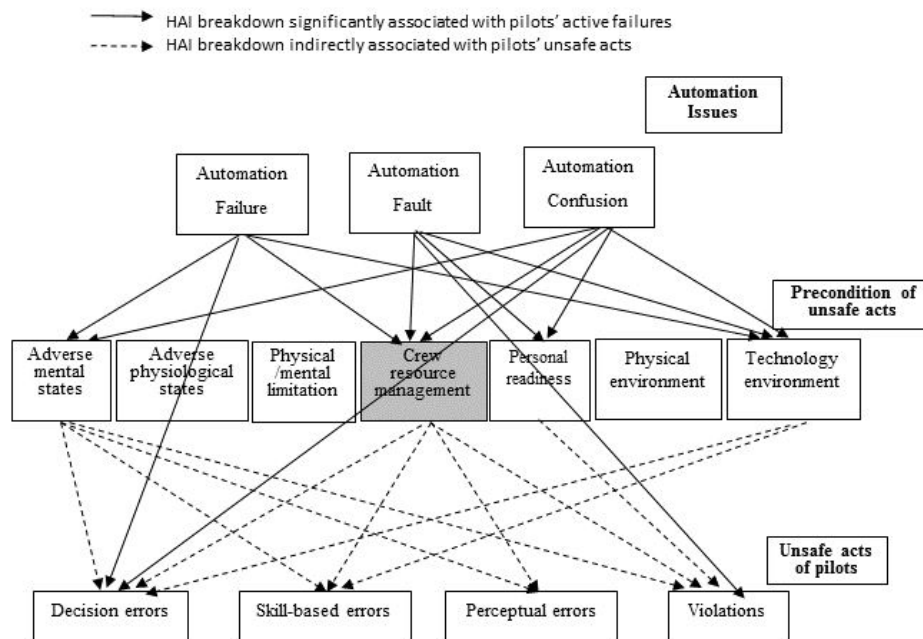 HAI breakdown significantly associated with pilots’ active failures
HAI breakdown indirectly associated with pilots’ unsafe acts
Automation
Issues
Automation
Failure
Automation
Fault
Automation
Confusion
Precondition of
unsafe acts
Adverse
mental
states
Adverse
physiological
states
Physical
/mental
limitation
Crew
resource
management
Personal
readiness
Physical
environment
Technology
environment
Unsafe acts
of pilots
Decision errors
Skill-based errors
Perceptual errors
Violations